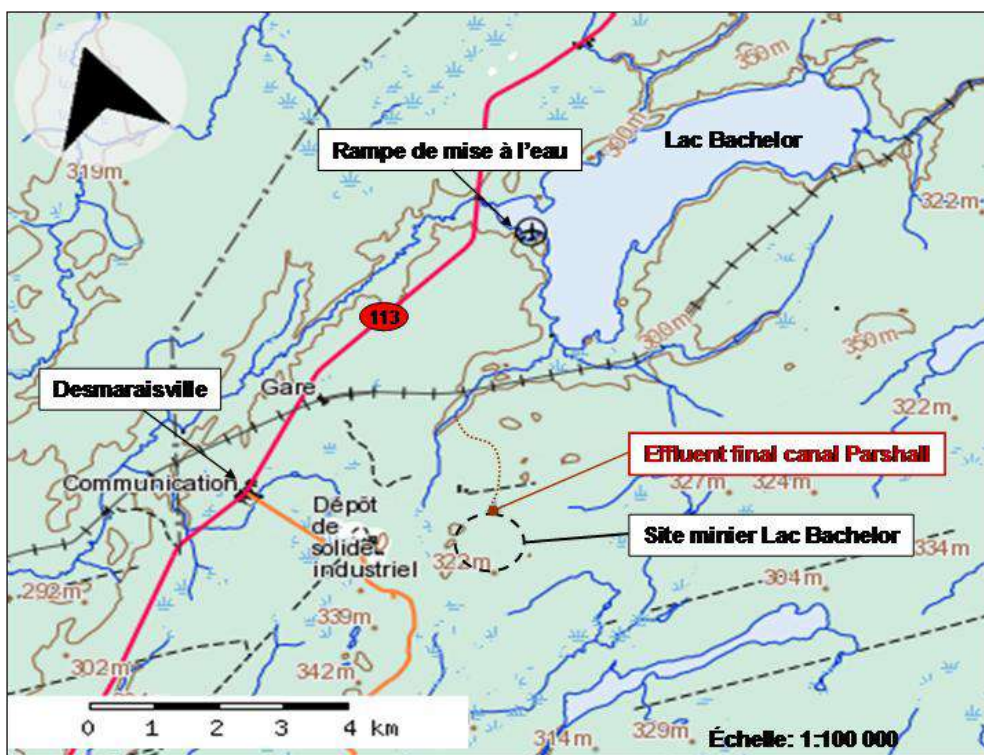 350m
319m
300m
Rampe de mise à l'eau
Lac Bachelor
322m
113
300m
350m
Desmaraisville
Gare
322m
Effluent final canal Parshall
Communication
327m
324m
Dépôt
de
solide
industriel
Site minier Lac Bachelor
322m
334m
304m
292m
339m
302m
342m
0 1 2 3 4 km
314m
329m
Échelle: 1:100 000